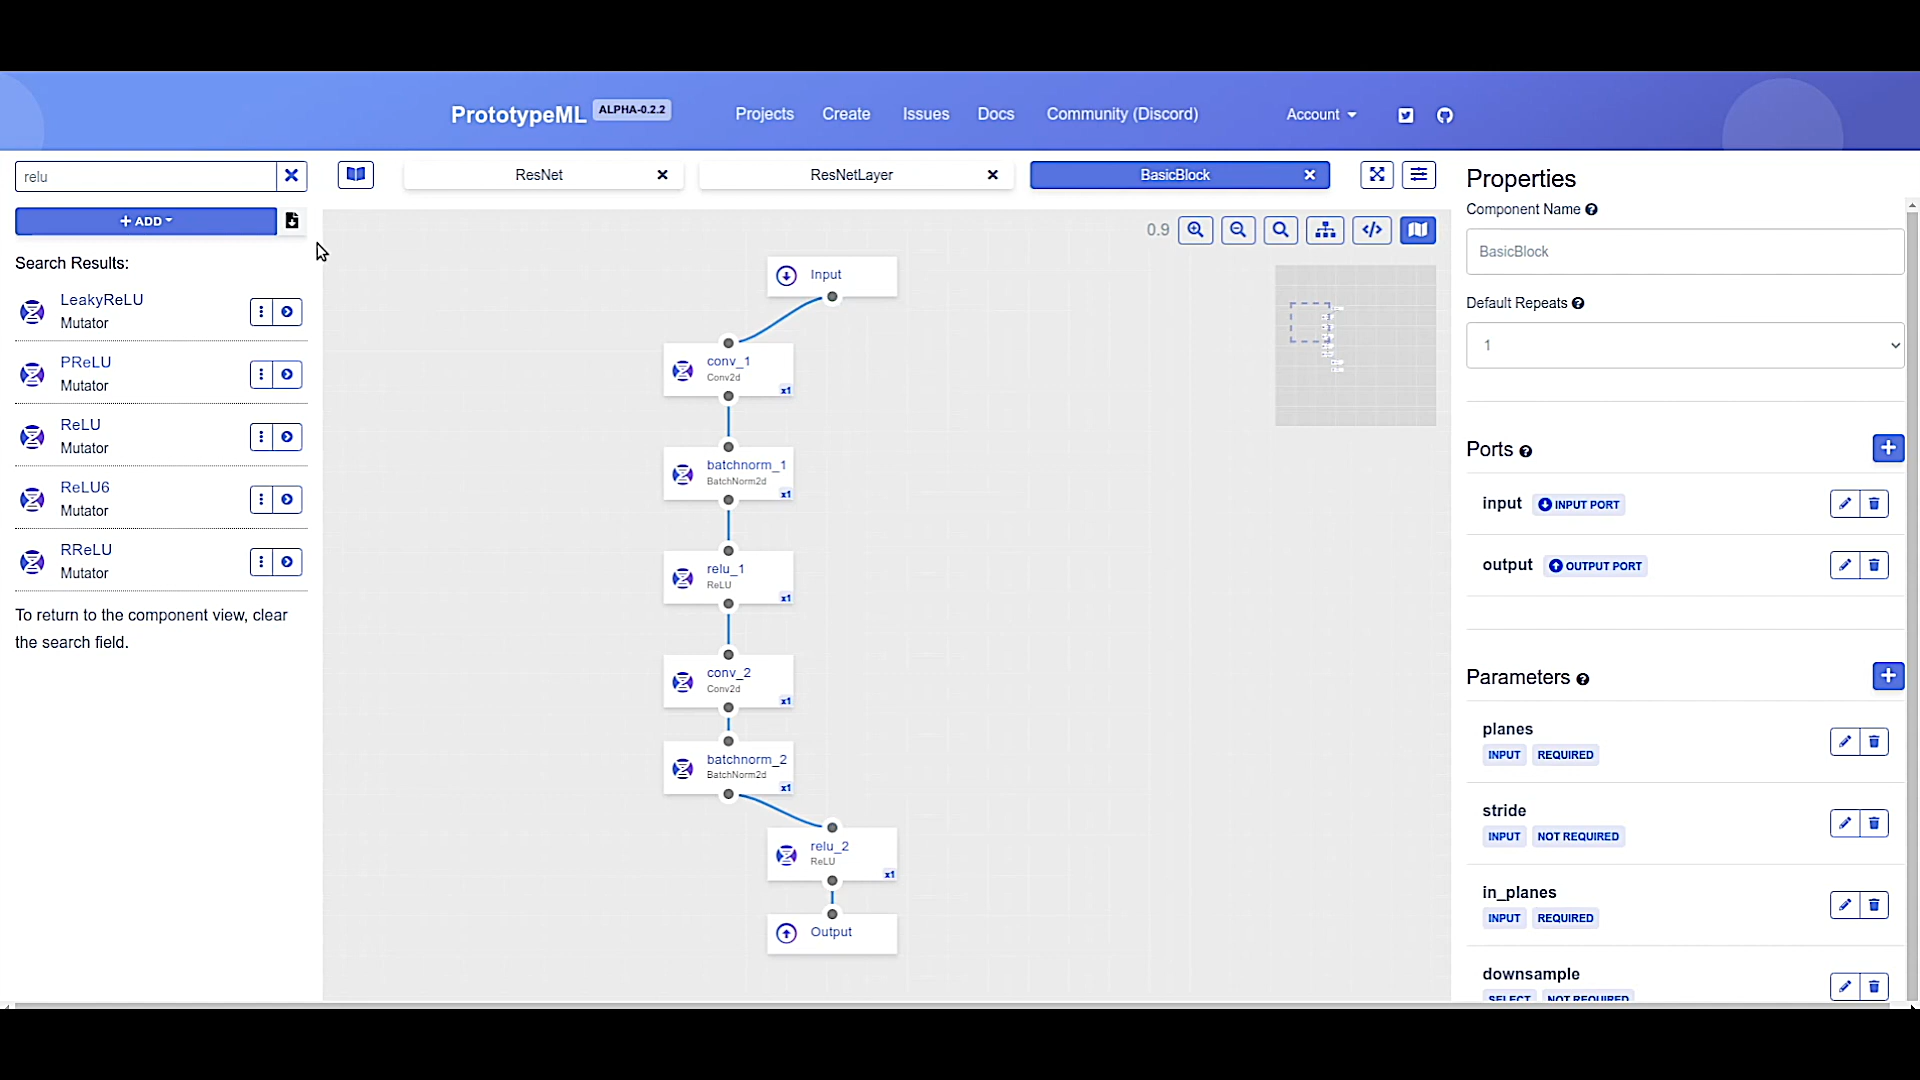 PrototypeML ALPHA-0.2.2 Projects Create Issues Docs Community (Discord) Account
relu
ResNet
ResNetLayer
BasicBlock
+ ADD
Search Results:
LeakyReLU
Mutator
PReLU
Mutator
ReLU
Mutator
ReLU6
Mutator
RReLU
Mutator
To return to the component view, clear
the search field.
0.9
Input
conv_1
Conv2d
x1
batchnorm_1
BatchNorm2d
x1
relu_1
ReLU
x1
conv_2
Conv2d
x1
batchnorm_2
BatchNorm2d
x1
relu_2
ReLU
x1
Output
Properties
Component Name
BasicBlock
Default Repeats
1
Ports
input INPUT PORT
output OUTPUT PORT
Parameters
planes
INPUT REQUIRED
stride
INPUT NOT REQUIRED
in_planes
INPUT REQUIRED
downsample
SELECT NOT REQUIRED